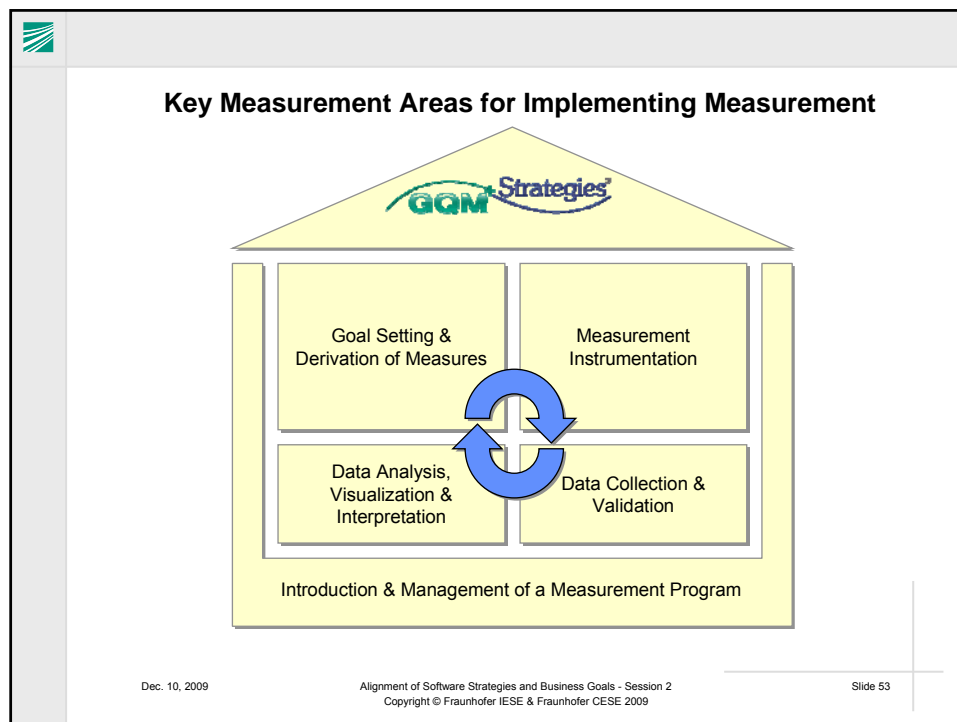 Key Measurement Areas for Implementing Measurement
GQM+Strategies®
Goal Setting &
Derivation of Measures
Measurement
Instrumentation
Data Analysis,
Visualization &
Interpretation
Data Collection &
Validation
Introduction & Management of a Measurement Program
Dec. 10, 2009
Alignment of Software Strategies and Business Goals - Session 2
Slide 53
Copyright © Fraunhofer IESE & Fraunhofer CESE 2009